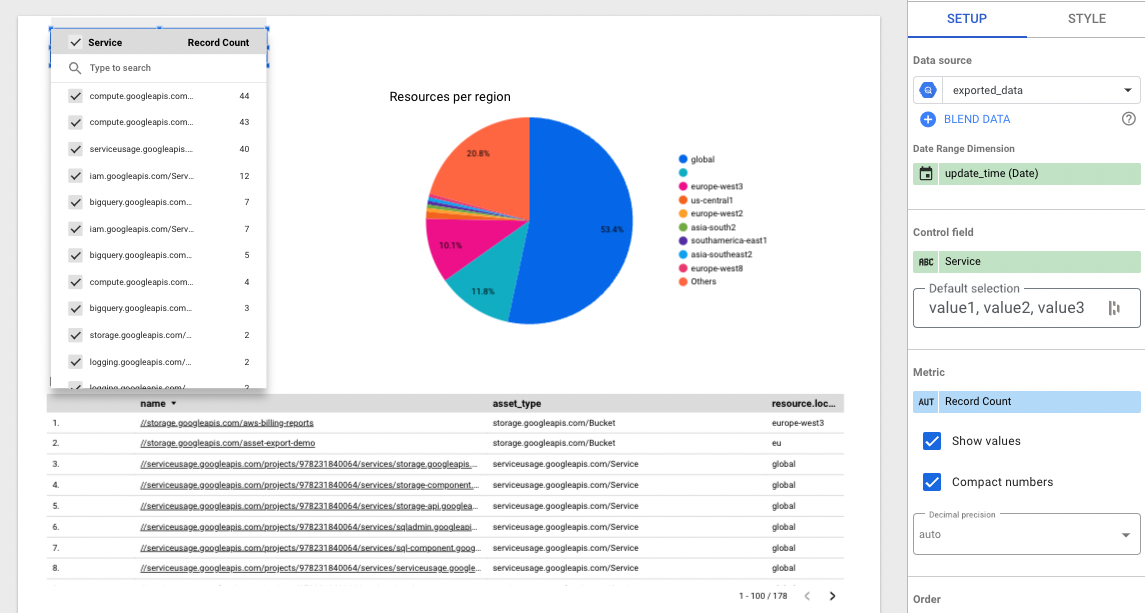 Service Record Count
Type to search
compute.googleapis.com... 44
compute.googleapis.com... 43
serviceusage.googleapis.... 40
iam.googleapis.com/Serv... 12
bigquery.googleapis.com... 7
iam.googleapis.com/Serv... 7
bigquery.googleapis.com... 5
compute.googleapis.com... 4
bigquery.googleapis.com... 3
storage.googleapis.com/... 2
logging.googleapis.com/... 2
logging.googleapis.com/ 2
Resources per region
20.8%
53.4%
10.1%
11.8%
global
europe-west3
us-central1
europe-west2
asia-south2
southamerica-east1
asia-southeast2
europe-west8
Others
name asset_type resource.loc...
1. //storage.googleapis.com/aws-billing-reports storage.googleapis.com/Bucket europe-west3
2. //storage.googleapis.com/asset-export-demo storage.googleapis.com/Bucket eu
3. //serviceusage.googleapis.com/projects/978231840064/services/storage.googleapis.... serviceusage.googleapis.com/Service global
4. //serviceusage.googleapis.com/projects/978231840064/services/storage-component.... serviceusage.googleapis.com/Service global
5. //serviceusage.googleapis.com/projects/978231840064/services/storage-api.googlea... serviceusage.googleapis.com/Service global
6. //serviceusage.googleapis.com/projects/978231840064/services/sqladmin.googleapi... serviceusage.googleapis.com/Service global
7. //serviceusage.googleapis.com/projects/978231840064/services/sql-component.goog... serviceusage.googleapis.com/Service global
8. //serviceusage.googleapis.com/projects/978231840064/services/serviceusage.google... serviceusage.googleapis.com/Service global
1 - 100 / 178
SETUP STYLE
Data source
exported_data
BLEND DATA
Date Range Dimension
update_time (Date)
Control field
ABC Service
Default selection
value1, value2, value3
Metric
AUT Record Count
Show values
Compact numbers
Decimal precision
auto
Order